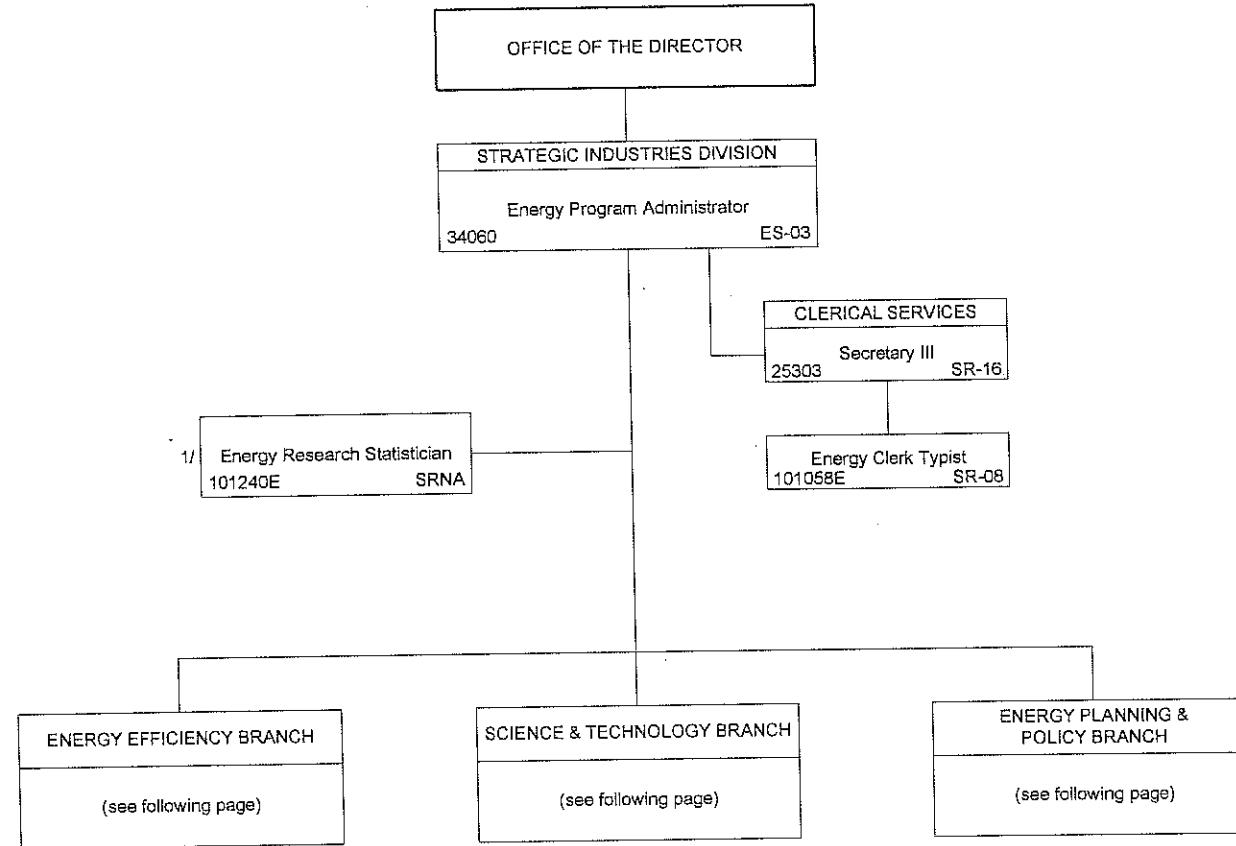 OFFICE OF THE DIRECTOR
STRATEGIC INDUSTRIES DIVISION
Energy Program Administrator
34060 ES-03
CLERICAL SERVICES
Secretary III
25303 SR-16
1/ Energy Research Statistician
101240E SRNA
Energy Clerk Typist
101058E SR-08
ENERGY EFFICIENCY BRANCH
(see following page)
SCIENCE & TECHNOLOGY BRANCH
(see following page)
ENERGY PLANNING &
POLICY BRANCH
(see following page)